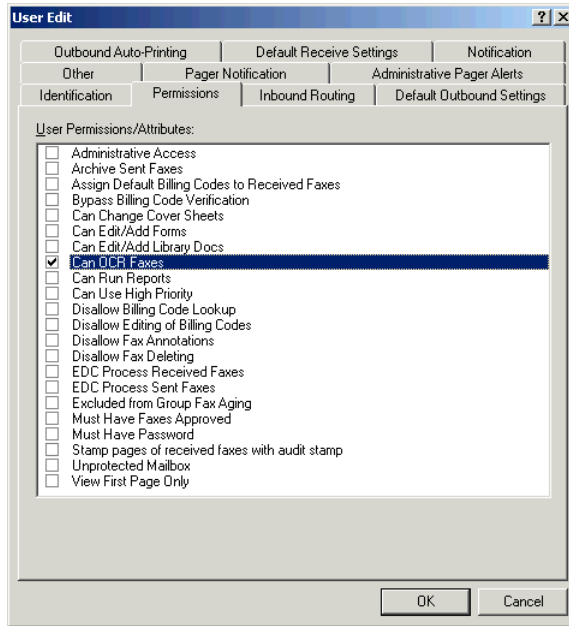 User Edit
Outbound Auto-Printing Default Receive Settings Notification
Other Pager Notification Administrative Pager Alerts
Identification Permissions Inbound Routing Default Outbound Settings
User Permissions/Attributes:
Administrative Access
Archive Sent Faxes
Assign Default Billing Codes to Received Faxes
Bypass Billing Code Verification
Can Change Cover Sheets
Can Edit/Add Forms
Can Edit/Add Library Docs
Can OCR Faxes
Can Run Reports
Can Use High Priority
Disallow Billing Code Lookup
Disallow Editing of Billing Codes
Disallow Fax Annotations
Disallow Fax Deleting
EDC Process Received Faxes
EDC Process Sent Faxes
Excluded from Group Fax Aging
Must Have Faxes Approved
Must Have Password
Stamp pages of received faxes with audit stamp
Unprotected Mailbox
View First Page Only
OK Cancel